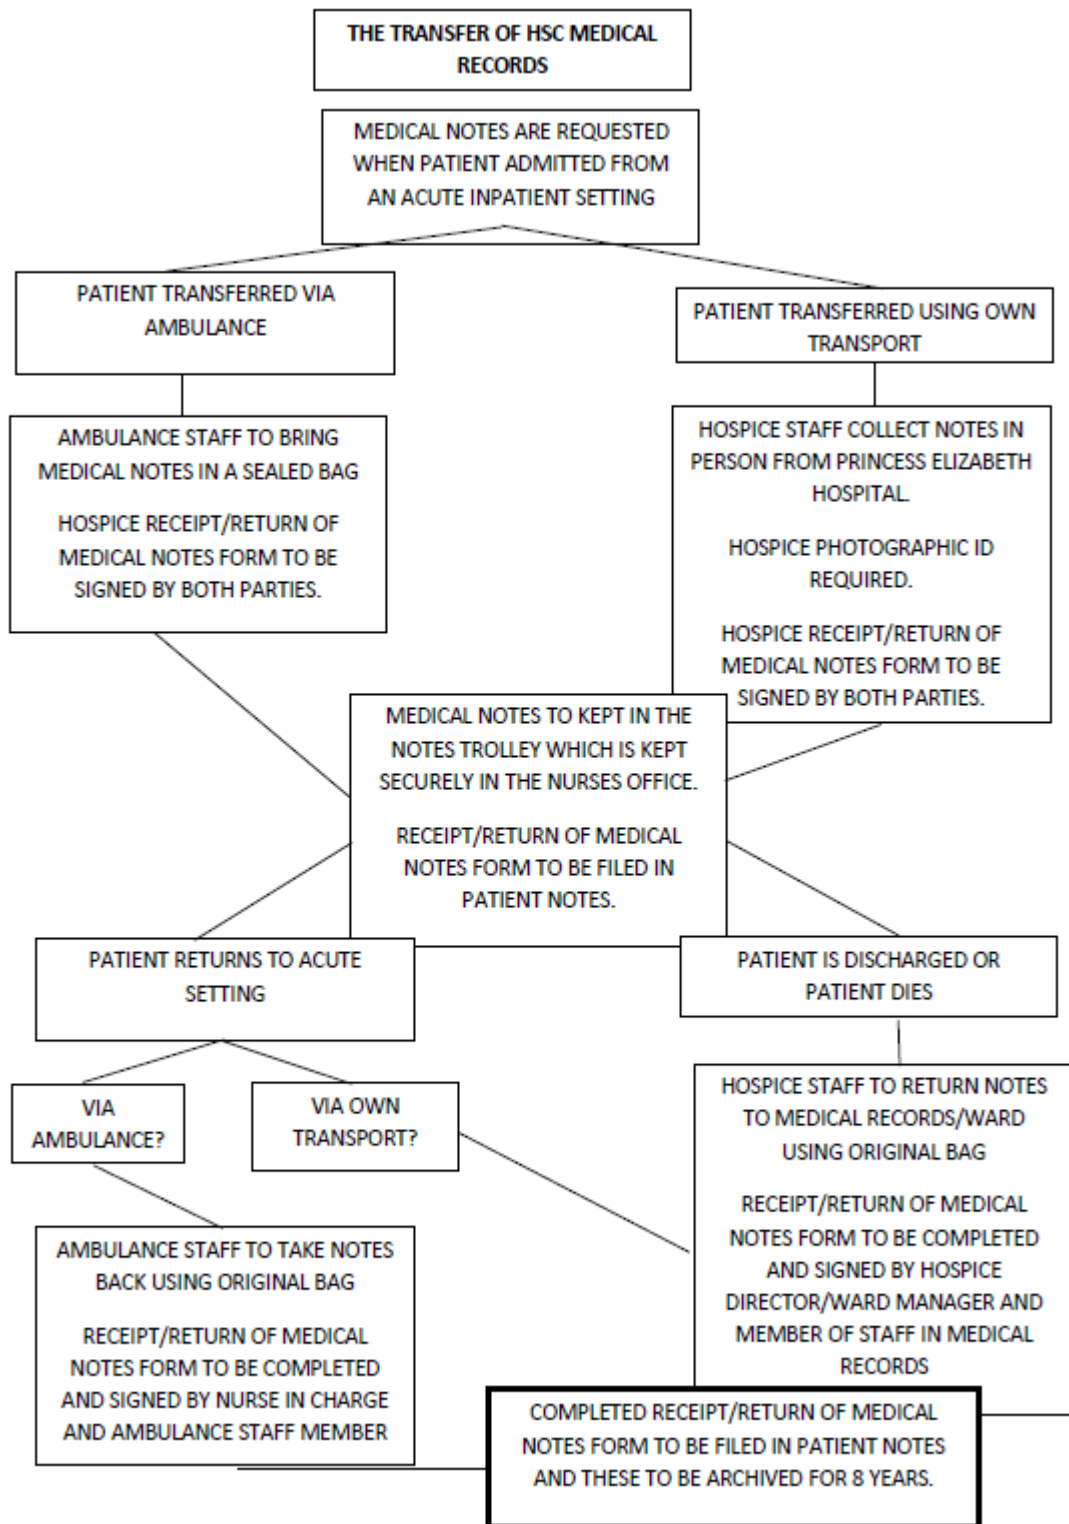 THE TRANSFER OF HSC MEDICAL
RECORDS
MEDICAL NOTES ARE REQUESTED
WHEN PATIENT ADMITTED FROM
AN ACUTE INPATIENT SETTING
PATIENT TRANSFERRED VIA
AMBULANCE
PATIENT TRANSFERRED USING OWN
TRANSPORT
AMBULANCE STAFF TO BRING
MEDICAL NOTES IN A SEALED BAG
HOSPICE RECEIPT/RETURN OF
MEDICAL NOTES FORM TO BE
SIGNED BY BOTH PARTIES.
HOSPICE STAFF COLLECT NOTES IN
PERSON FROM PRINCESS ELIZABETH
HOSPITAL.
HOSPICE PHOTOGRAPHIC ID
REQUIRED.
HOSPICE RECEIPT/RETURN OF
MEDICAL NOTES FORM TO BE
SIGNED BY BOTH PARTIES.
MEDICAL NOTES TO KEPT IN THE
NOTES TROLLEY WHICH IS KEPT
SECURELY IN THE NURSES OFFICE.
RECEIPT/RETURN OF MEDICAL
NOTES FORM TO BE FILED IN
PATIENT NOTES.
PATIENT RETURNS TO ACUTE
SETTING
PATIENT IS DISCHARGED OR
PATIENT DIES
VIA
AMBULANCE?
VIA OWN
TRANSPORT?
HOSPICE STAFF TO RETURN NOTES
TO MEDICAL RECORDS/WARD
USING ORIGINAL BAG
RECEIPT/RETURN OF MEDICAL
NOTES FORM TO BE COMPLETED
AND SIGNED BY HOSPICE
DIRECTOR/WARD MANAGER AND
MEMBER OF STAFF IN MEDICAL
RECORDS
AMBULANCE STAFF TO TAKE NOTES
BACK USING ORIGINAL BAG
RECEIPT/RETURN OF MEDICAL
NOTES FORM TO BE COMPLETED
AND SIGNED BY NURSE IN CHARGE
AND AMBULANCE STAFF MEMBER
COMPLETED RECEIPT/RETURN OF MEDICAL
NOTES FORM TO BE FILED IN PATIENT NOTES
AND THESE TO BE ARCHIVED FOR 8 YEARS.